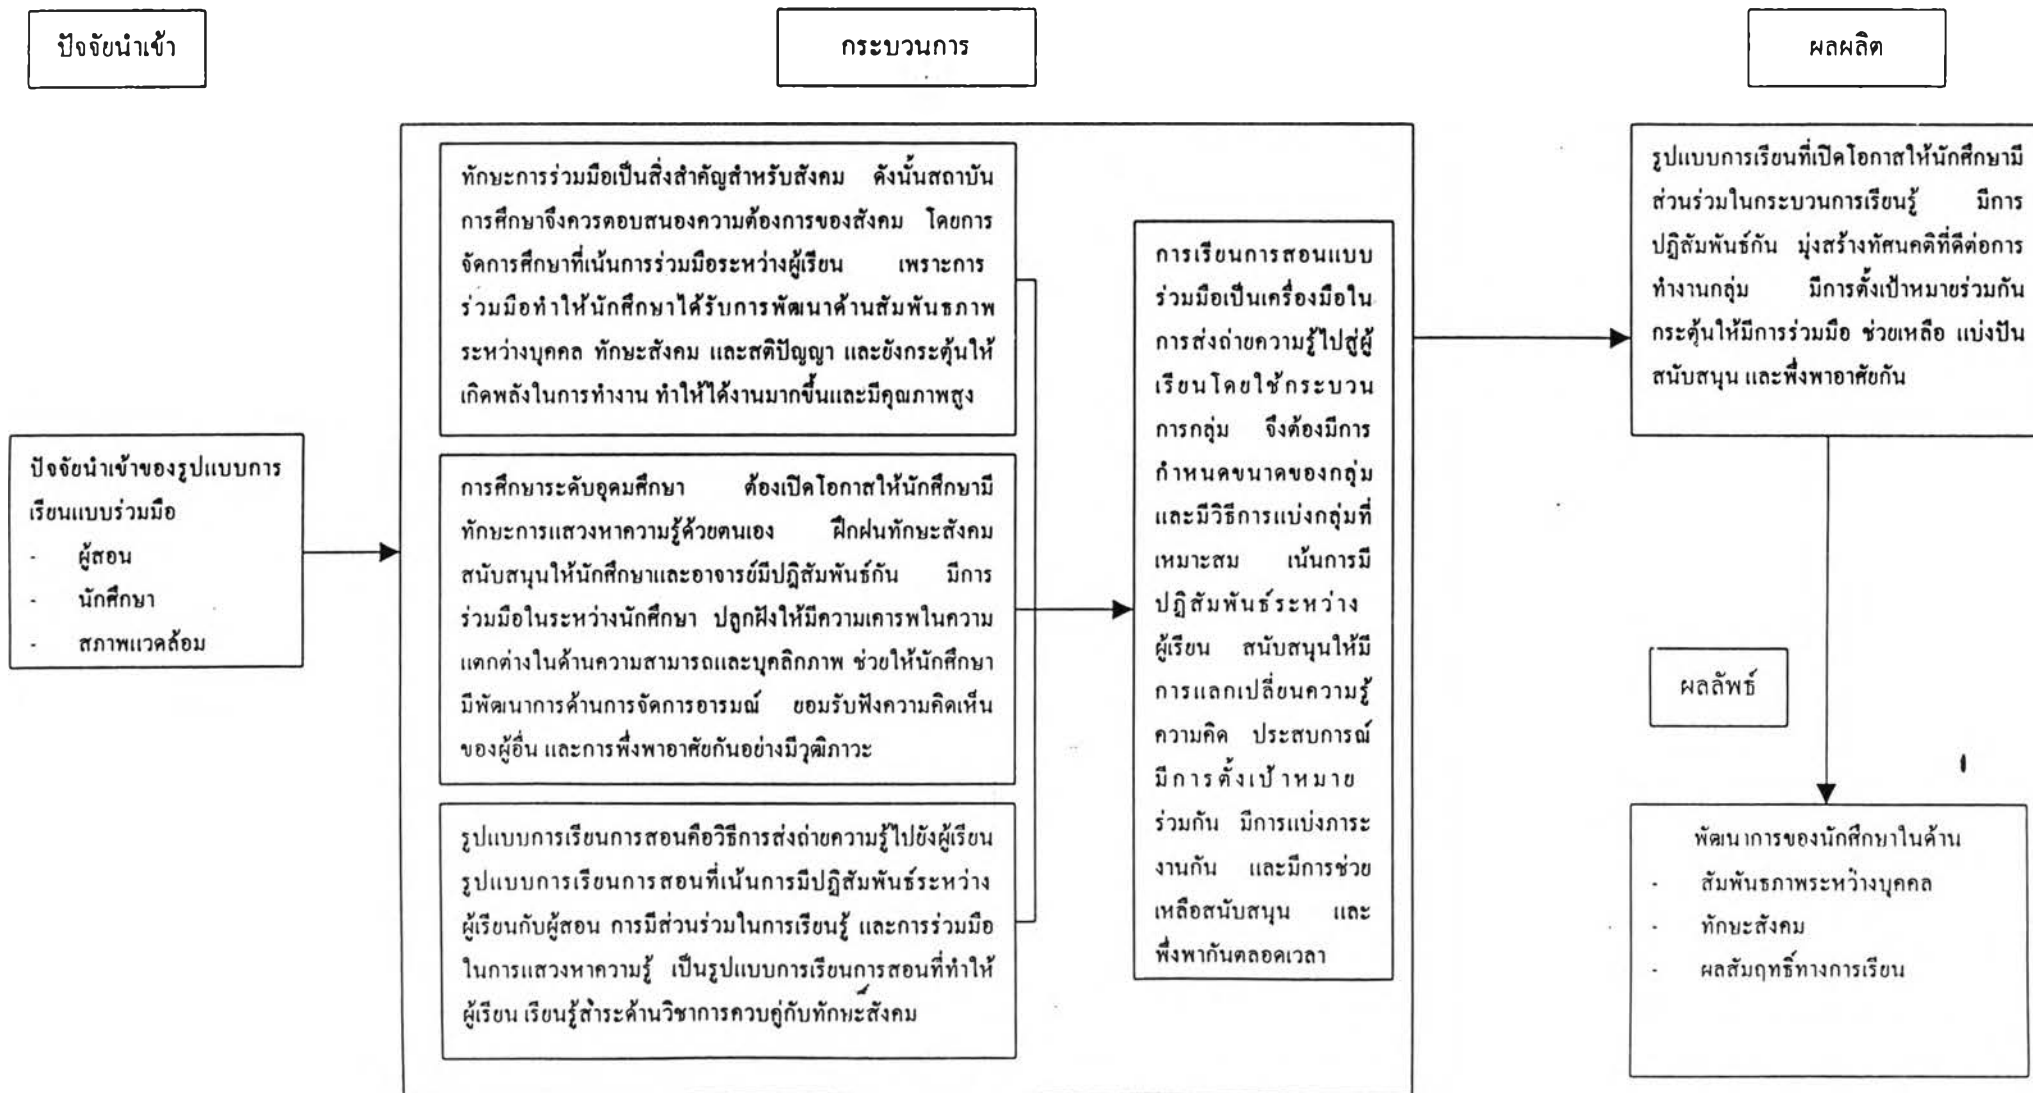 ปัจจัยนำเข้า
กระบวนการ
ผลผลิต
ปัจจัยนำเข้าของรูปแบบการ
เรียนแบบร่วมมือ
- ผู้สอน
- นักศึกษา
- สภาพแวดล้อม
ทักษะการร่วมมือเป็นสิ่งสำคัญสำหรับสังคม ดังนั้นสถาบัน
การศึกษาจึงควรตอบสนองความต้องการของสังคม โดยการ
จัดการศึกษาที่เน้นการร่วมมือระหว่างผู้เรียน เพราะการ
ร่วมมือทำให้นักศึกษาได้รับการพัฒนาด้านสัมพันธภาพ
ระหว่างบุคคล ทักษะสังคม และสติปัญญา และยังกระตุ้นให้
เกิดพลังในการทำงาน ทำให้ได้งานมากขึ้นและมีคุณภาพสูง
การศึกษาระดับอุดมศึกษา ต้องเปิดโอกาสให้นักศึกษามี
ทักษะการแสวงหาความรู้ด้วยตนเอง ฝึกฝนทักษะสังคม
สนับสนุนให้นักศึกษาและอาจารย์มีปฏิสัมพันธ์กัน มีการ
ร่วมมือในระหว่างนักศึกษา ปลูกฝังให้มีความเคารพในความ
แตกต่างในด้านความสามารถและบุคลิกภาพ ช่วยให้นักศึกษา
มีพัฒนาการด้านการจัดการอารมณ์ ยอมรับฟังความคิดเห็น
ของผู้อื่น และการพึ่งพาอาศัยกันอย่างมีวุฒิภาวะ
รูปแบบการเรียนการสอนคือวิธีการส่งถ่ายความรู้ไปยังผู้เรียน
รูปแบบการเรียนการสอนที่เน้นการมีปฏิสัมพันธ์ระหว่าง
ผู้เรียนกับผู้สอน การมีส่วนร่วมในการเรียนรู้ และการร่วมมือ
ในการแสวงหาความรู้ เป็นรูปแบบการเรียนการสอนที่ทำให้
ผู้เรียน เรียนรู้สาระด้านวิชาการควบคู่กับทักษะสังคม
การเรียนการสอนแบบ
ร่วมมือเป็นเครื่องมือใน
การส่งถ่ายความรู้ไปสู่ผู้
เรียนโดยใช้กระบวน
การกลุ่ม จึงต้องมีการ
กำหนดขนาดของกลุ่ม
และมีวิธีการแบ่งกลุ่มที่
เหมาะสม เน้นการมี
ปฏิสัมพันธ์ระหว่าง
ผู้เรียน สนับสนุนให้มี
การแลกเปลี่ยนความรู้
ความคิด ประสบการณ์
มีการตั้งเป้าหมาย
ร่วมกัน มีการแบ่งภาระ
งานกัน และมีการช่วย
เหลือสนับสนุน และ
พึ่งพากันตลอดเวลา
รูปแบบการเรียนที่เปิดโอกาสให้นักศึกษามี
ส่วนร่วมในกระบวนการเรียนรู้ มีการ
ปฏิสัมพันธ์กัน มุ่งสร้างทัศนคติที่ดีต่อการ
ทำงานกลุ่ม มีการตั้งเป้าหมายร่วมกัน
กระตุ้นให้มีการร่วมมือ ช่วยเหลือ แบ่งปัน
สนับสนุน และพึ่งพาอาศัยกัน
ผลลัพธ์
พัฒนาการของนักศึกษาในด้าน
- สัมพันธภาพระหว่างบุคคล
- ทักษะสังคม
- ผลสัมฤทธิ์ทางการเรียน